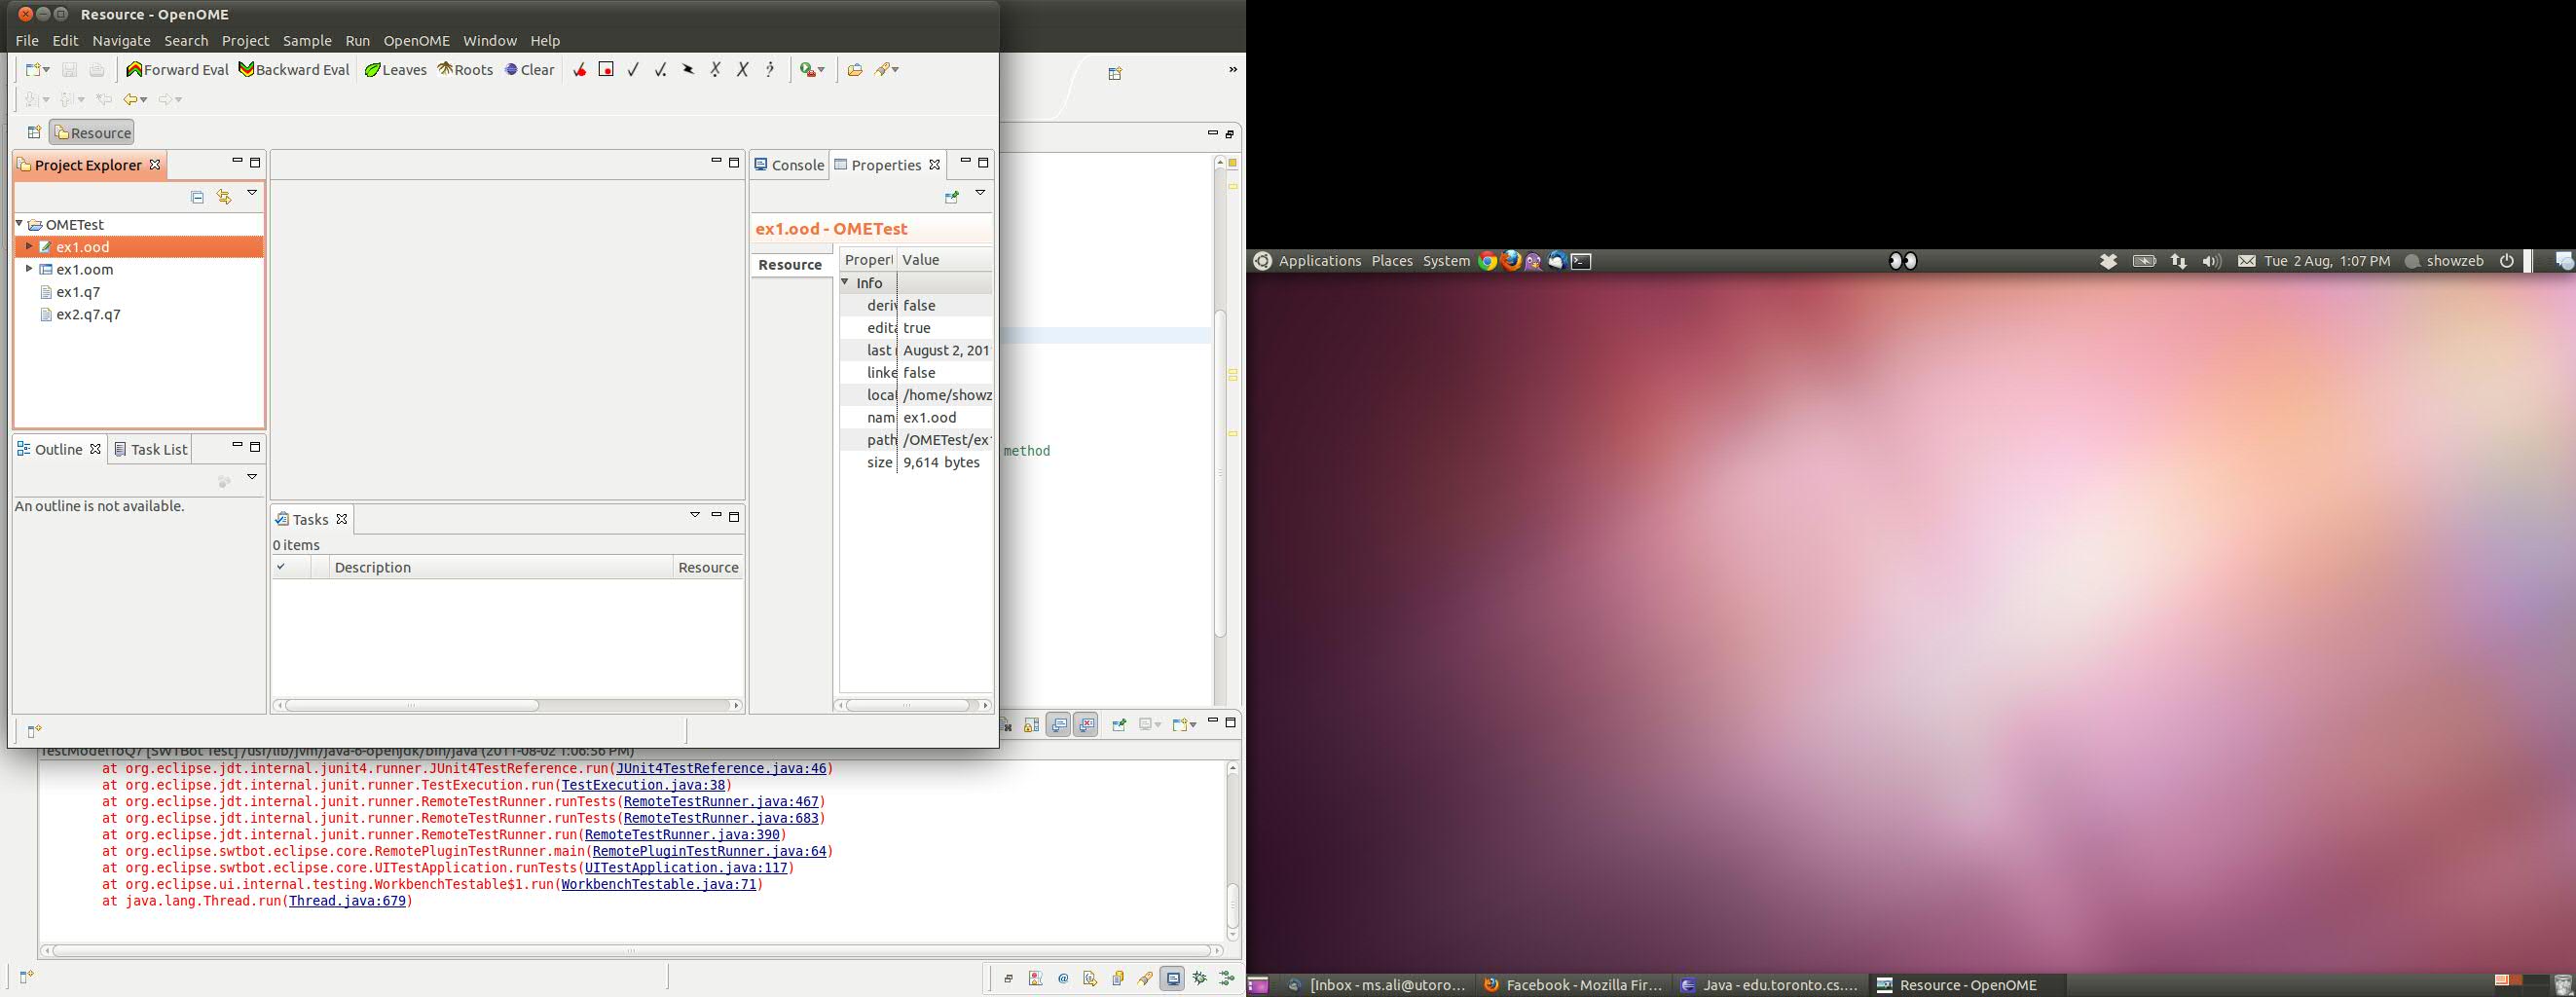 Resource - OpenOME
File Edit Navigate Search Project Sample Run OpenOME Window Help
Forward Eval Backward Eval Leaves Roots Clear
Resource
Project Explorer
OMETest
ex1.ood
ex1.oom
ex1.q7
ex2.q7.q7
Outline Task List
An outline is not available.
Tasks
0 items
Description Resource
Console Properties
ex1.ood - OMETest
Resource
Propert Value
Info
deriv false
edita true
last August 2, 201
linke false
local /home/showz
nam ex1.ood
path /OMETest/ex
size 9,614 bytes
method
TestModelToQ7 [SWTBot Test] /usr/lib/jvm/java-6-openjdk/bin/java (2011-08-02 1:06:56 PM)
at org.eclipse.jdt.internal.junit4.runner.JUnit4TestReference.run(JUnit4TestReference.java:46)
at org.eclipse.jdt.internal.junit.runner.TestExecution.run(TestExecution.java:38)
at org.eclipse.jdt.internal.junit.runner.RemoteTestRunner.runTests(RemoteTestRunner.java:467)
at org.eclipse.jdt.internal.junit.runner.RemoteTestRunner.runTests(RemoteTestRunner.java:683)
at org.eclipse.jdt.internal.junit.runner.RemoteTestRunner.run(RemoteTestRunner.java:390)
at org.eclipse.swtbot.eclipse.core.RemotePluginTestRunner.main(RemotePluginTestRunner.java:64)
at org.eclipse.swtbot.eclipse.core.UITestApplication.runTests(UITestApplication.java:117)
at org.eclipse.ui.internal.testing.WorkbenchTestable$1.run(WorkbenchTestable.java:71)
at java.lang.Thread.run(Thread.java:679)
Applications Places System
Tue 2 Aug, 1:07 PM showzeb
[Inbox - ms.ali@utoro... Facebook - Mozilla Fir... Java - edu.toronto.cs.... Resource - OpenOME